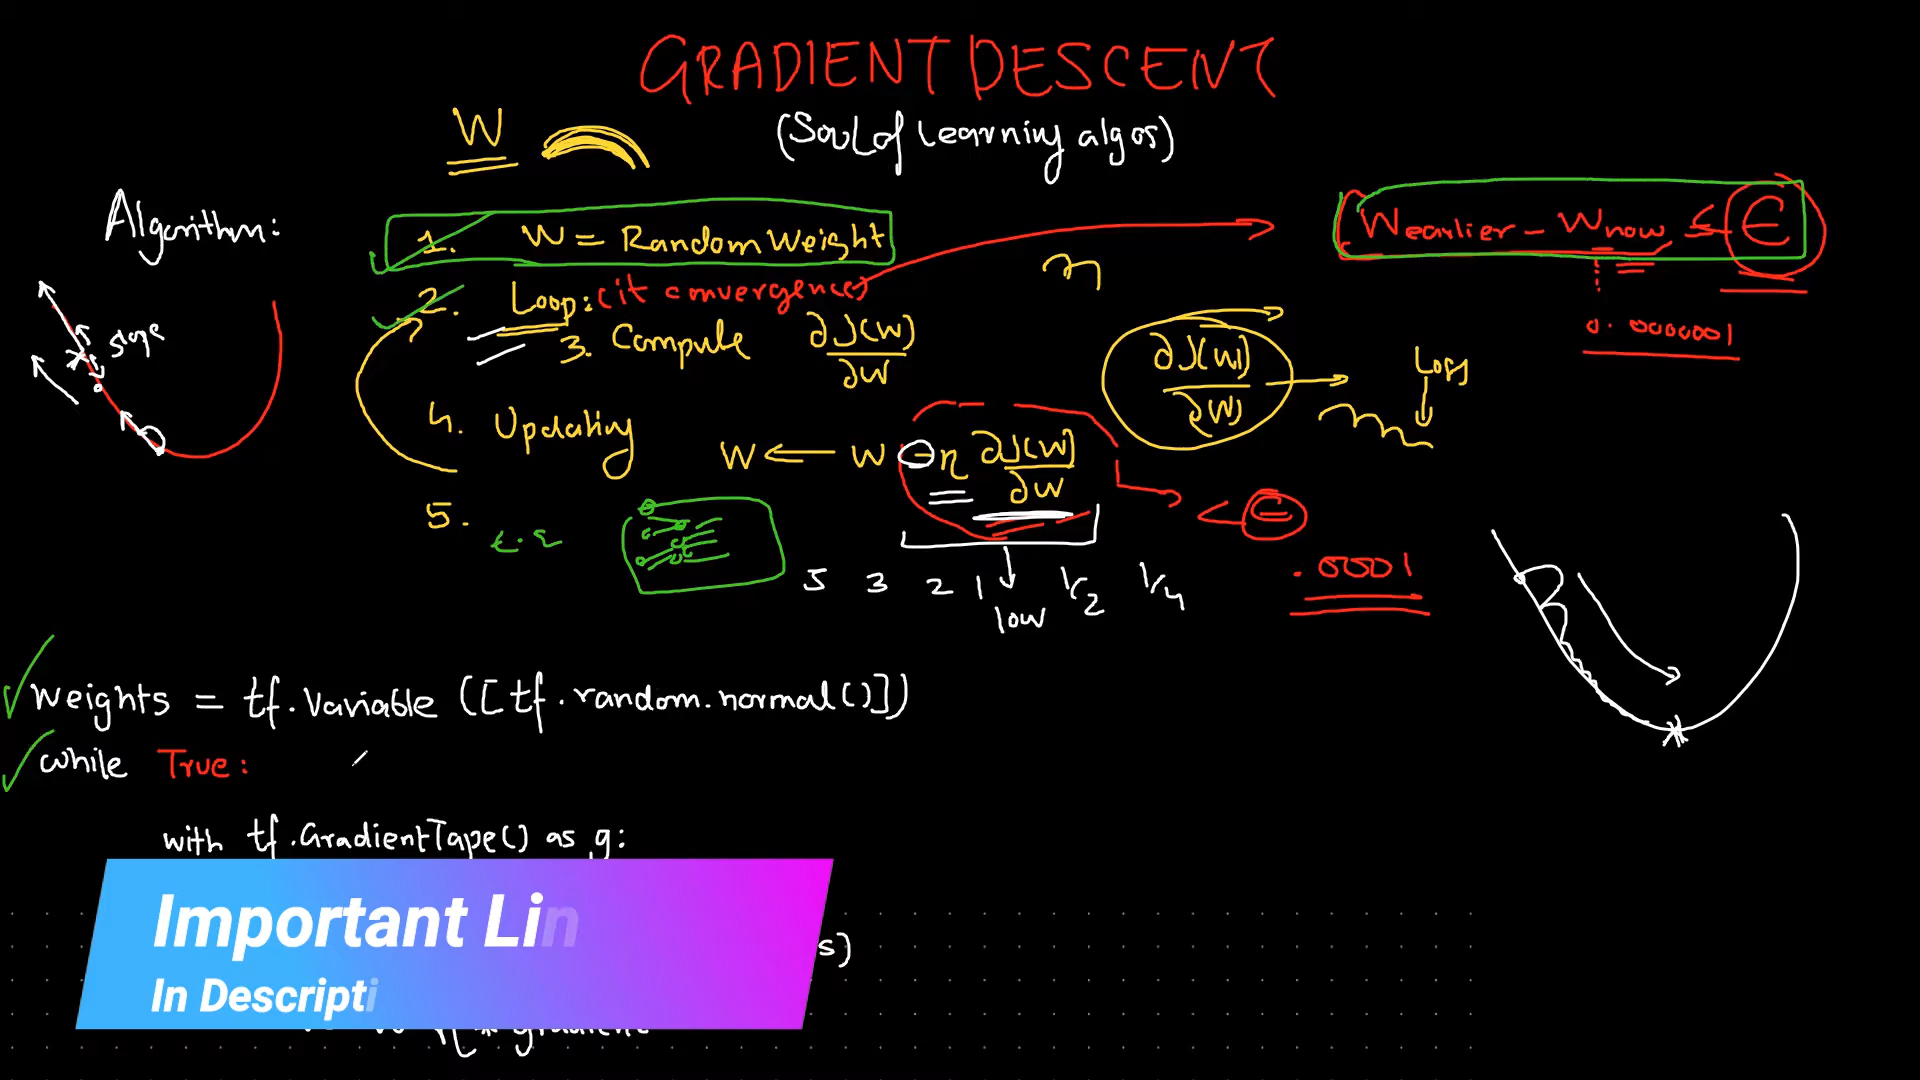 GRADIENT DESCENT
(Soul of learning algos)
W
Algorithm:
1. W = Random Weight
Wearlier - Wnow ≤ ϵ
2. Loop: (it convergences)
η
0.0000001
slope
3. Compute ∂J(W)/∂W
∂J(W)/∂W
Loss
4. Updating
W ← W - η ∂J(W)/∂W
< ϵ
5.
.0001
5 3 2 1 1/2 1/4
low
weights = tf.Variable([tf.random.normal()])
while True:
with tf.GradientTape() as g:
Important Lin
s)
In Descripti
η * gradient